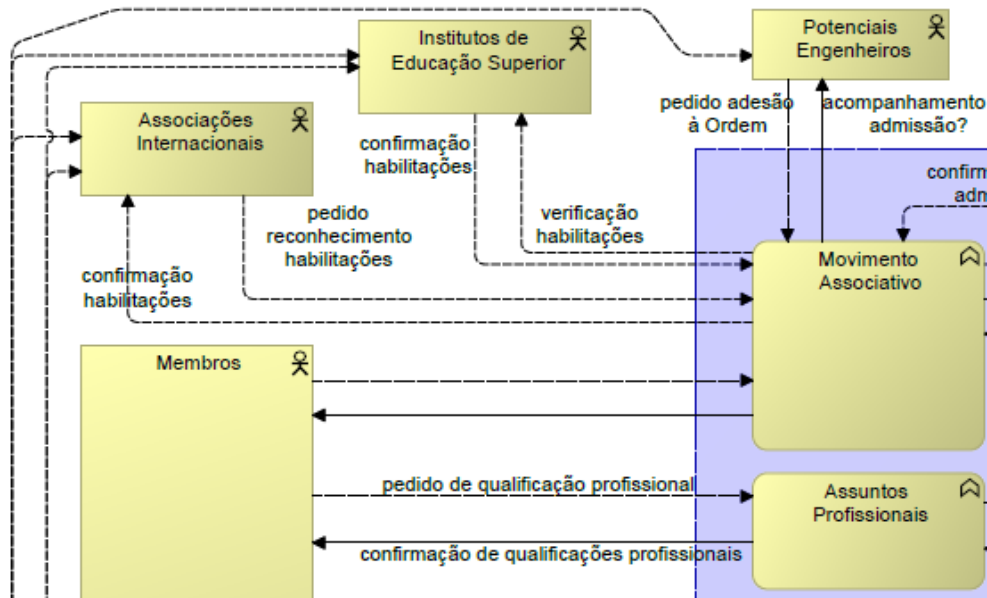 Institutos de
Educação Superior
Potenciais
Engenheiros
Associações
Internacionais
confirmação
habilitações
pedido adesão
à Ordem
acompanhamento
admissão?
pedido
reconhecimento
habilitações
verificação
habilitações
confirmação
habilitações
Movimento
Associativo
Membros
pedido de qualificação profissional
Assuntos
Profissionais
confirmação de qualificações profissionais